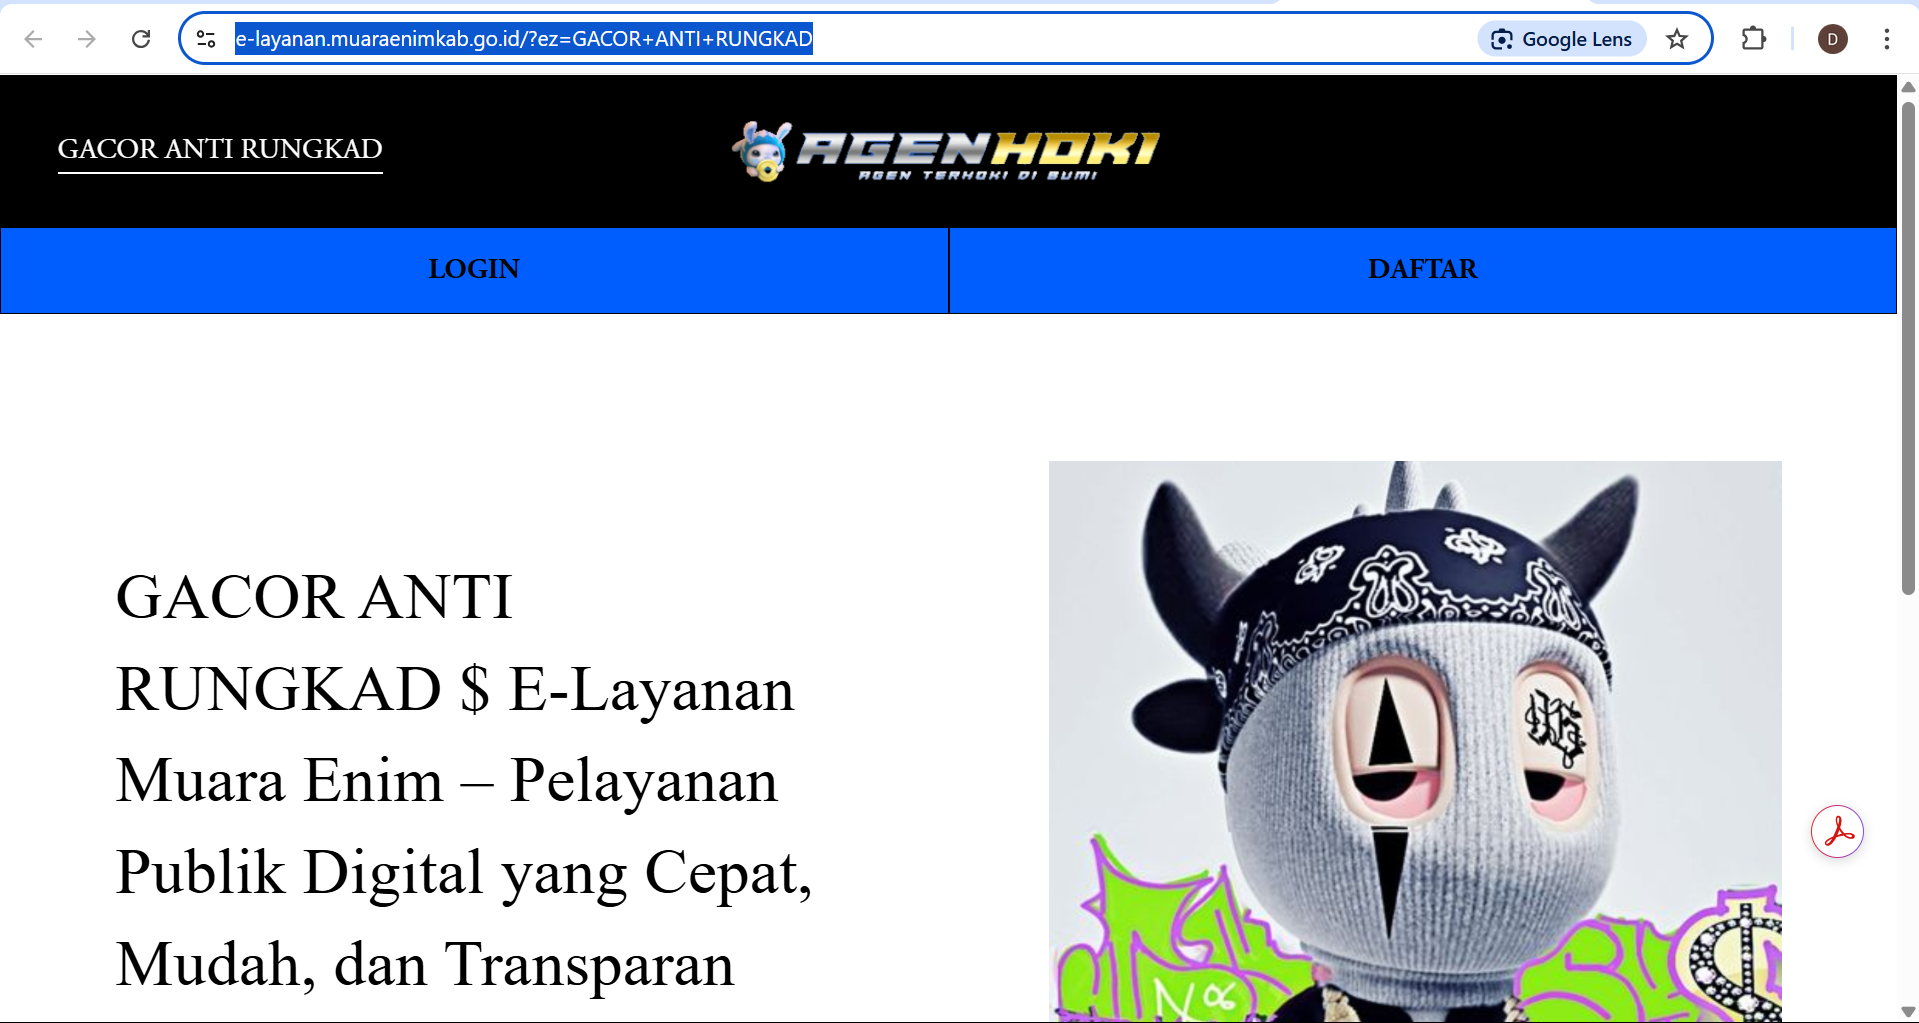 e-layanan.muaraenimkab.go.id/?ez=GACOR+ANTI+RUNGKAD
Google Lens
D
GACOR ANTI RUNGKAD
AGENHOKI
AGEN TERHOKI DI BUMI
LOGIN
DAFTAR
GACOR ANTI
RUNGKAD $ E-Layanan
Muara Enim – Pelayanan
Publik Digital yang Cepat,
Mudah, dan Transparan